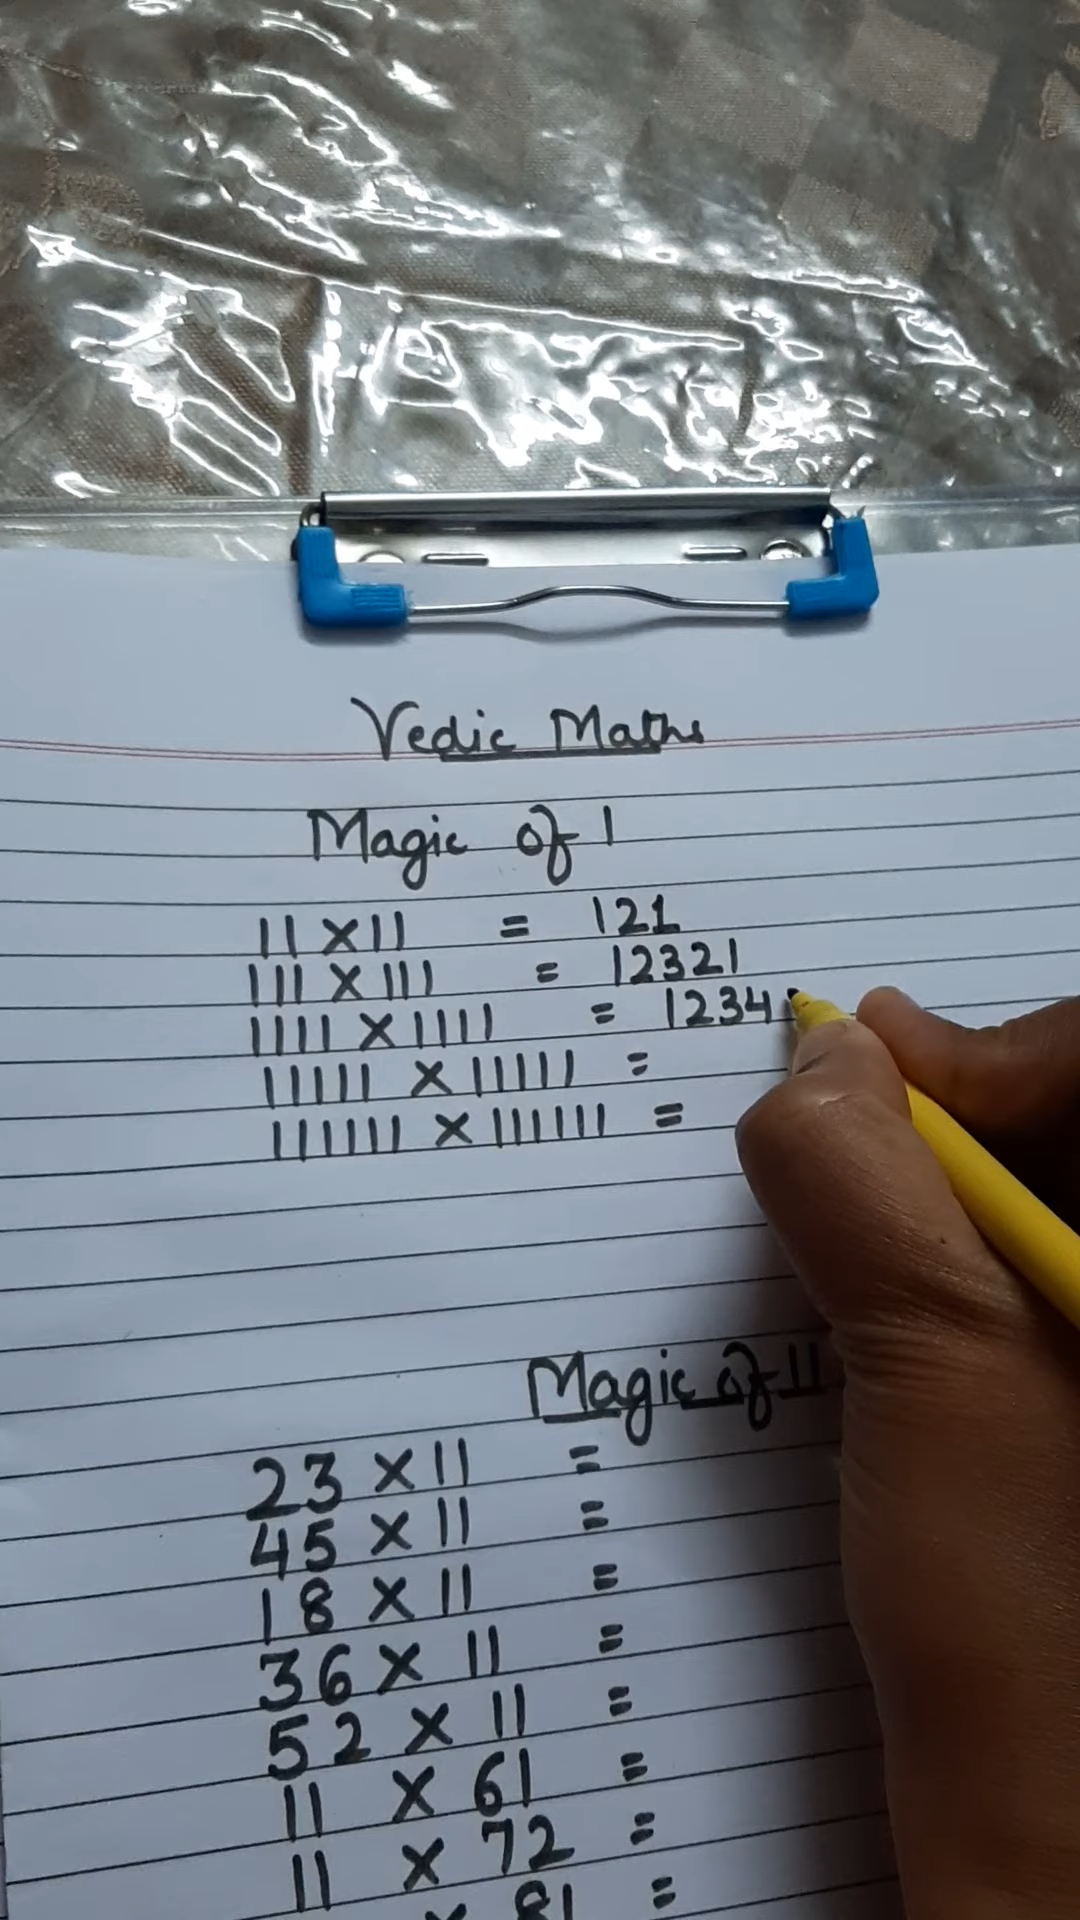 Vedic Maths
Magic of 1
11 × 11 = 121
111 × 111 = 12321
1111 × 1111 = 1234
11111 × 11111 =
111111 × 111111 =
Magic of 11
23 × 11 =
45 × 11 =
18 × 11 =
36 × 11 =
52 × 11 =
11 × 61 =
11 × 72 =
× 81 =